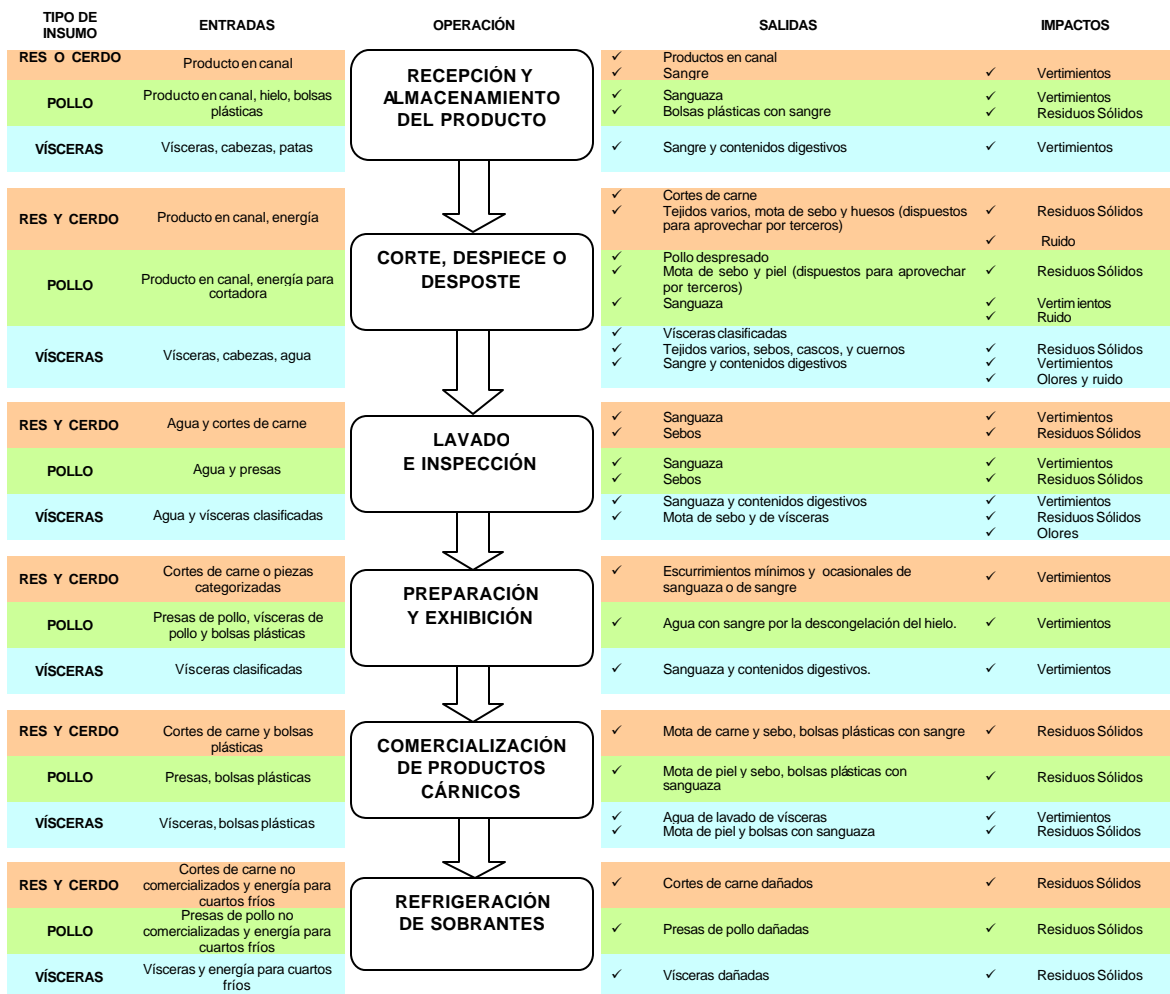 TIPO DE
INSUMO
ENTRADAS
OPERACIÓN
SALIDAS
IMPACTOS
RES O CERDO
Producto en canal
RECEPCIÓN Y
ALMACENAMIENTO
DEL PRODUCTO
✓ Productos en canal
✓ Sangre
✓ Vertimientos
POLLO
Producto en canal, hielo, bolsas
plásticas
✓ Sanguaza
✓ Bolsas plásticas con sangre
✓ Vertimientos
✓ Residuos Sólidos
VÍSCERAS
Vísceras, cabezas, patas
✓ Sangre y contenidos digestivos
✓ Vertimientos
RES Y CERDO
Producto en canal, energía
CORTE, DESPIECE O
DESPOSTE
✓ Cortes de carne
✓ Tejidos varios, mota de sebo y huesos (dispuestos
para aprovechar por terceros)
✓ Residuos Sólidos
✓ Ruido
POLLO
Producto en canal, energía para
cortadora
✓ Pollo despresado
✓ Mota de sebo y piel (dispuestos para aprovechar
por terceros)
✓ Sanguaza
✓ Residuos Sólidos
✓ Vertimientos
✓ Ruido
VÍSCERAS
Vísceras, cabezas, agua
✓ Vísceras clasificadas
✓ Tejidos varios, sebos, cascos, y cuernos
✓ Sangre y contenidos digestivos
✓ Residuos Sólidos
✓ Vertimientos
✓ Olores y ruido
RES Y CERDO
Agua y cortes de carne
LAVADO
E INSPECCIÓN
✓ Sanguaza
✓ Sebos
✓ Vertimientos
✓ Residuos Sólidos
POLLO
Agua y presas
✓ Sanguaza
✓ Sebos
✓ Vertimientos
✓ Residuos Sólidos
VÍSCERAS
Agua y vísceras clasificadas
✓ Sanguaza y contenidos digestivos
✓ Mota de sebo y de vísceras
✓ Vertimientos
✓ Residuos Sólidos
✓ Olores
RES Y CERDO
Cortes de carne o piezas
categorizadas
PREPARACIÓN
Y EXHIBICIÓN
✓ Escurrimientos mínimos y ocasionales de
sanguaza o de sangre
✓ Vertimientos
POLLO
Presas de pollo, vísceras de
pollo y bolsas plásticas
✓ Agua con sangre por la descongelación del hielo.
✓ Vertimientos
VÍSCERAS
Vísceras clasificadas
✓ Sanguaza y contenidos digestivos.
✓ Vertimientos
RES Y CERDO
Cortes de carne y bolsas
plásticas
COMERCIALIZACIÓN
DE PRODUCTOS
CÁRNICOS
✓ Mota de carne y sebo, bolsas plásticas con sangre
✓ Residuos Sólidos
POLLO
Presas, bolsas plásticas
✓ Mota de piel y sebo, bolsas plásticas con
sanguaza
✓ Residuos Sólidos
VÍSCERAS
Vísceras, bolsas plásticas
✓ Agua de lavado de vísceras
✓ Mota de piel y bolsas con sanguaza
✓ Vertimientos
✓ Residuos Sólidos
RES Y CERDO
Cortes de carne no
comercializados y energía para
cuartos fríos
REFRIGERACIÓN
DE SOBRANTES
✓ Cortes de carne dañados
✓ Residuos Sólidos
POLLO
Presas de pollo no
comercializadas y energía para
cuartos fríos
✓ Presas de pollo dañadas
✓ Residuos Sólidos
VÍSCERAS
Vísceras y energía para cuartos
fríos
✓ Vísceras dañadas
✓ Residuos Sólidos